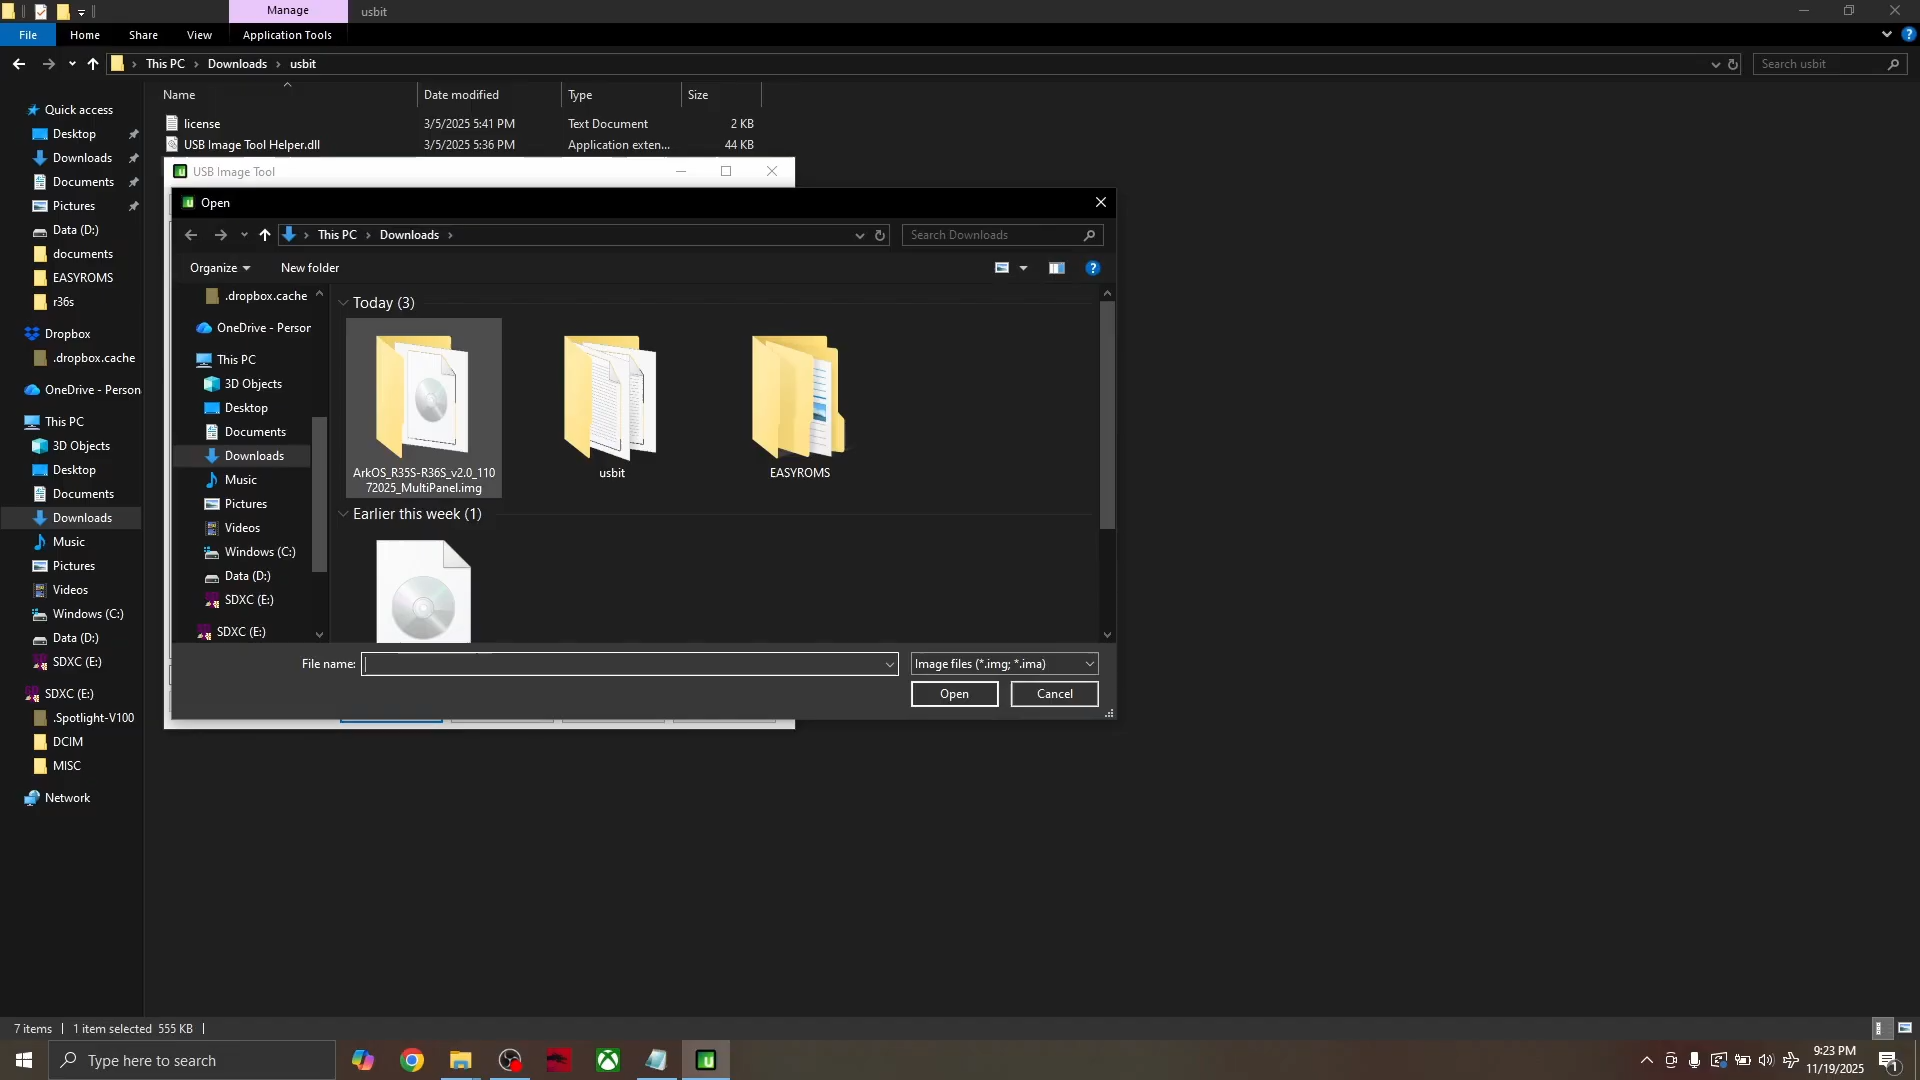 Manage
usbit
File
Home
Share
View
Application Tools
This PC
Downloads
usbit
Search usbit
Name
Date modified
Type
Size
license
3/5/2025 5:41 PM
Text Document
2 KB
USB Image Tool Helper.dll
3/5/2025 5:36 PM
Application exten...
44 KB
Quick access
Desktop
Downloads
Documents
Pictures
Data (D:)
documents
EASYROMS
r36s
Dropbox
.dropbox.cache
OneDrive - Person
This PC
3D Objects
Desktop
Documents
Downloads
Music
Pictures
Videos
Windows (C:)
Data (D:)
SDXC (E:)
SDXC (E:)
.Spotlight-V100
DCIM
MISC
Network
USB Image Tool
Open
This PC
Downloads
Search Downloads
Organize
New folder
.dropbox.cache
OneDrive - Person
This PC
3D Objects
Desktop
Documents
Downloads
Music
Pictures
Videos
Windows (C:)
Data (D:)
SDXC (E:)
SDXC (E:)
Today (3)
ArkOS_R35S-R36S_v2.0_110
72025_MultiPanel.img
usbit
EASYROMS
Earlier this week (1)
File name:
Image files (*.img; *.ima)
Open
Cancel
7 items
1 item selected 555 KB
Type here to search
9:23 PM
11/19/2025
1